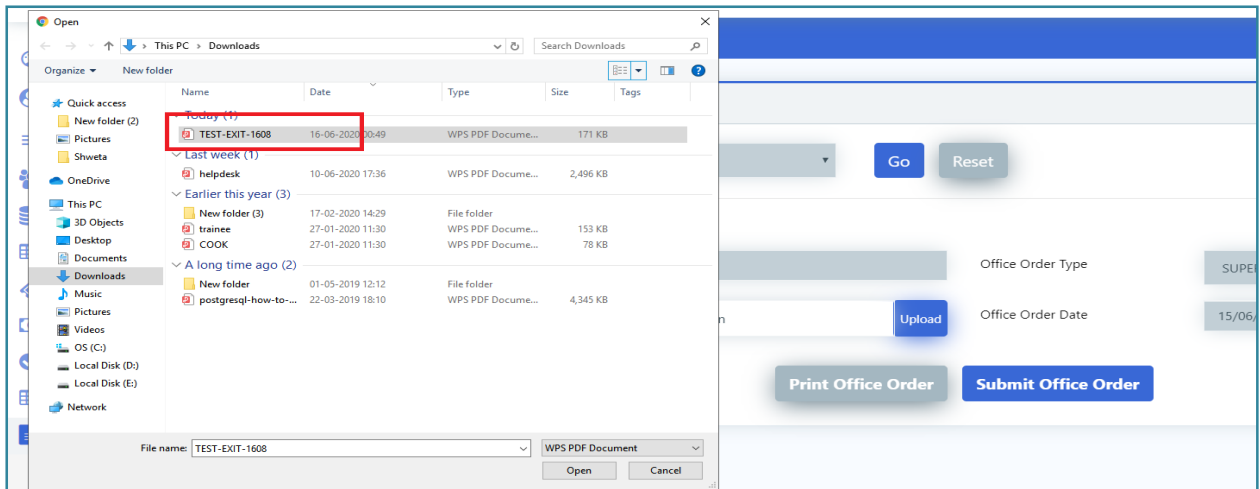 Open
This PC > Downloads
Search Downloads
Organize
New folder
Name Date Type Size Tags
Quick access
New folder (2)
Pictures
Shweta
OneDrive
This PC
3D Objects
Desktop
Documents
Downloads
Music
Pictures
Videos
OS (C:)
Local Disk (D:)
Local Disk (E:)
Network
Today (1)
TEST-EXIT-1608 16-06-2020 00:49 WPS PDF Docume... 171 KB
Last week (1)
helpdesk 10-06-2020 17:36 WPS PDF Docume... 2,496 KB
Earlier this year (3)
New folder (3) 17-02-2020 14:29 File folder
trainee 27-01-2020 11:30 WPS PDF Docume... 153 KB
COOK 27-01-2020 11:30 WPS PDF Docume... 78 KB
A long time ago (2)
New folder 01-05-2019 12:12 File folder
postgresql-how-to-... 22-03-2019 18:10 WPS PDF Docume... 4,345 KB
File name: TEST-EXIT-1608 WPS PDF Document
Open Cancel
Go Reset
Office Order Type SUPE
n Upload Office Order Date 15/06/
Print Office Order Submit Office Order